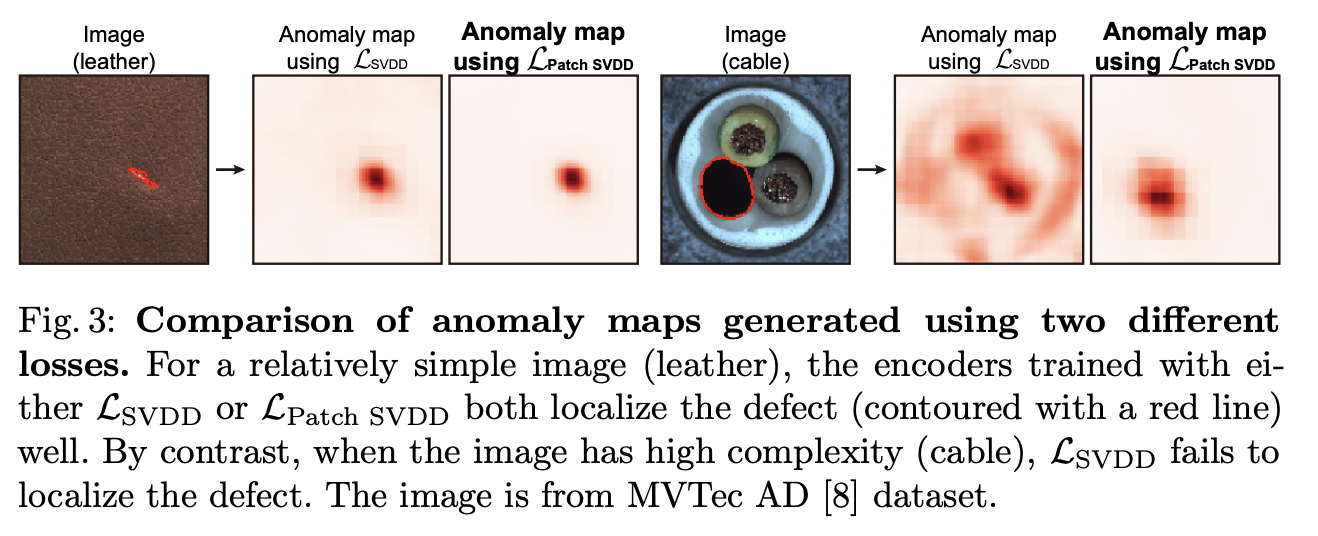 Image
(leather)
Anomaly map
using ℒSVDD
Anomaly map
using ℒPatch SVDD
Image
(cable)
Anomaly map
using ℒSVDD
Anomaly map
using ℒPatch SVDD
Fig. 3: Comparison of anomaly maps generated using two different
losses. For a relatively simple image (leather), the encoders trained with ei-
ther ℒSVDD or ℒPatch SVDD both localize the defect (contoured with a red line)
well. By contrast, when the image has high complexity (cable), ℒSVDD fails to
localize the defect. The image is from MVTec AD [8] dataset.